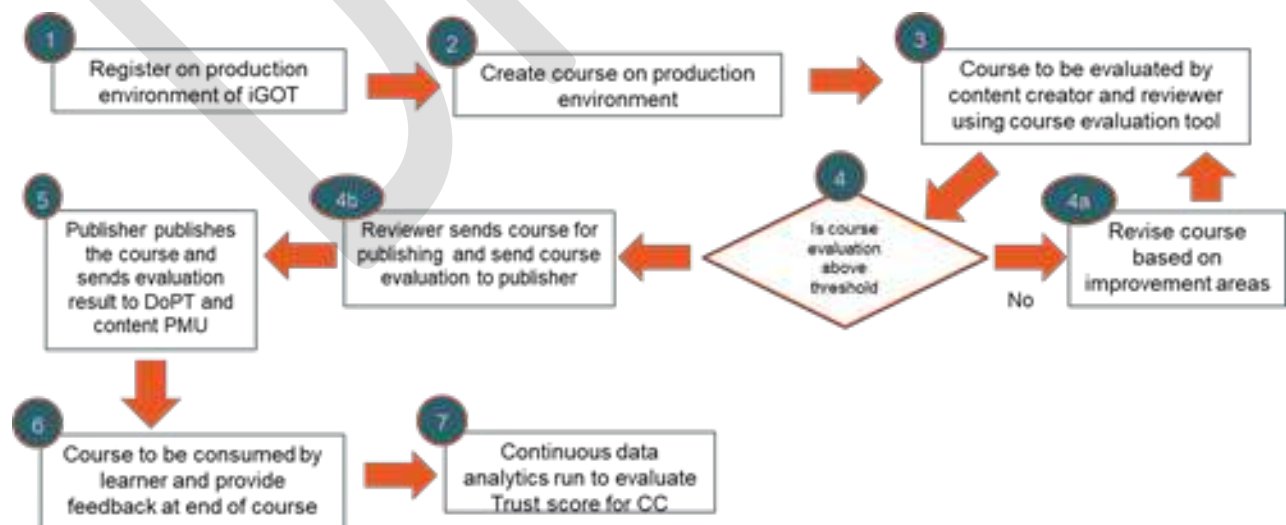 1
Register on production
environment of iGOT
2
Create course on production
environment
3
Course to be evaluated by
content creator and reviewer
using course evaluation tool
4
Is course
evaluation
above
threshold
No
4a
Revise course
based on
improvement areas
4b
Reviewer sends course for
publishing and send course
evaluation to publisher
5
Publisher publishes
the course and
sends evaluation
result to DoPT and
content PMU
6
Course to be consumed by
learner and provide
feedback at end of course
7
Continuous data
analytics run to evaluate
Trust score for CC